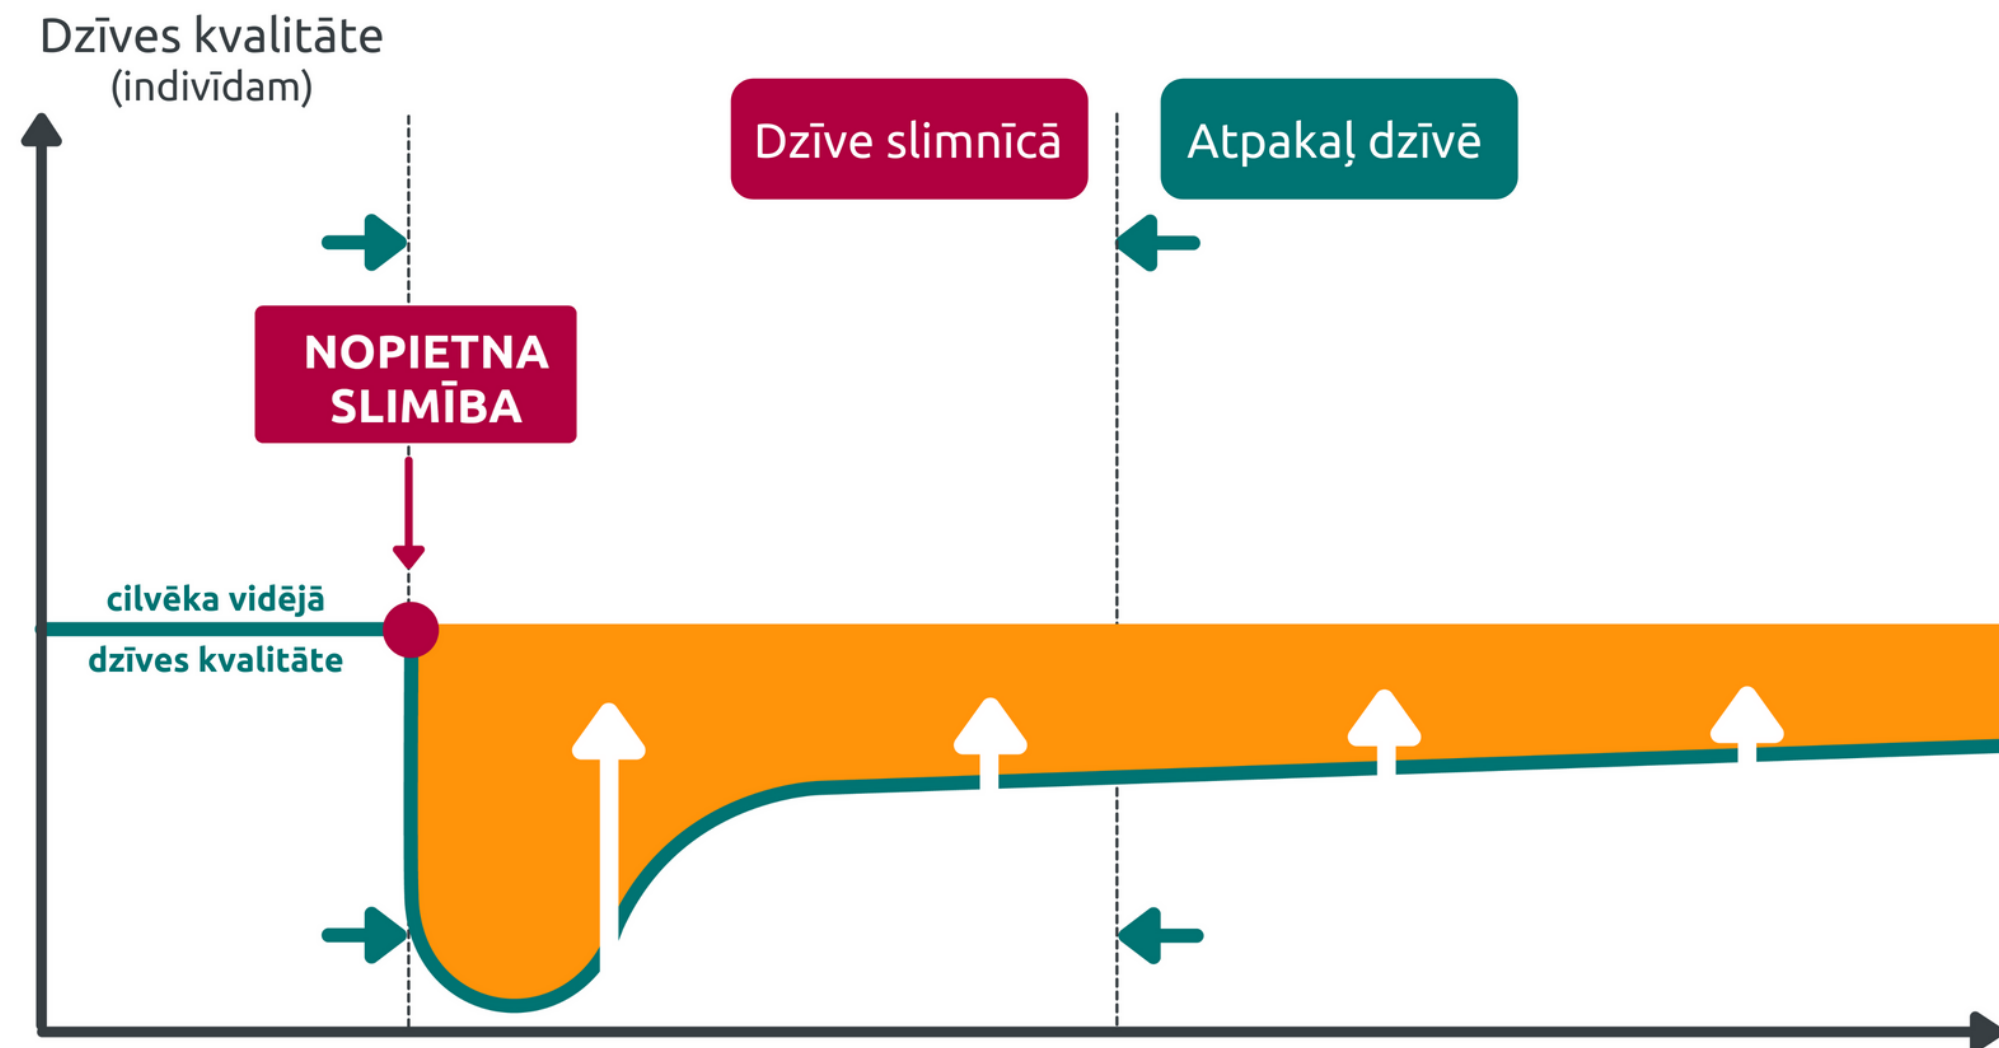 Dzīves kvalitāte
(indivīdam)
Dzīve slimnīcā
Atpakaļ dzīvē
NOPIETNA
SLIMĪBA
cilvēka vidējā
dzīves kvalitāte